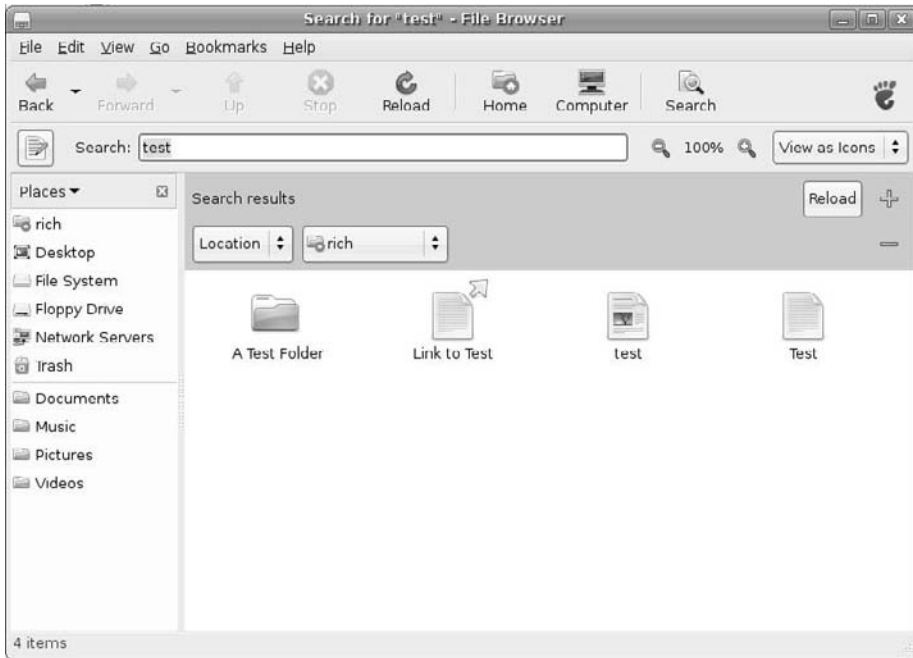 Search for "test" - File Browser
File Edit View Go Bookmarks Help
Back Forward Up Stop Reload Home Computer Search
Search: test 100% View as Icons
Places
rich
Desktop
File System
Floppy Drive
Network Servers
Trash
Documents
Music
Pictures
Videos
Search results Reload
Location rich
A Test Folder Link to Test test Test
4 items